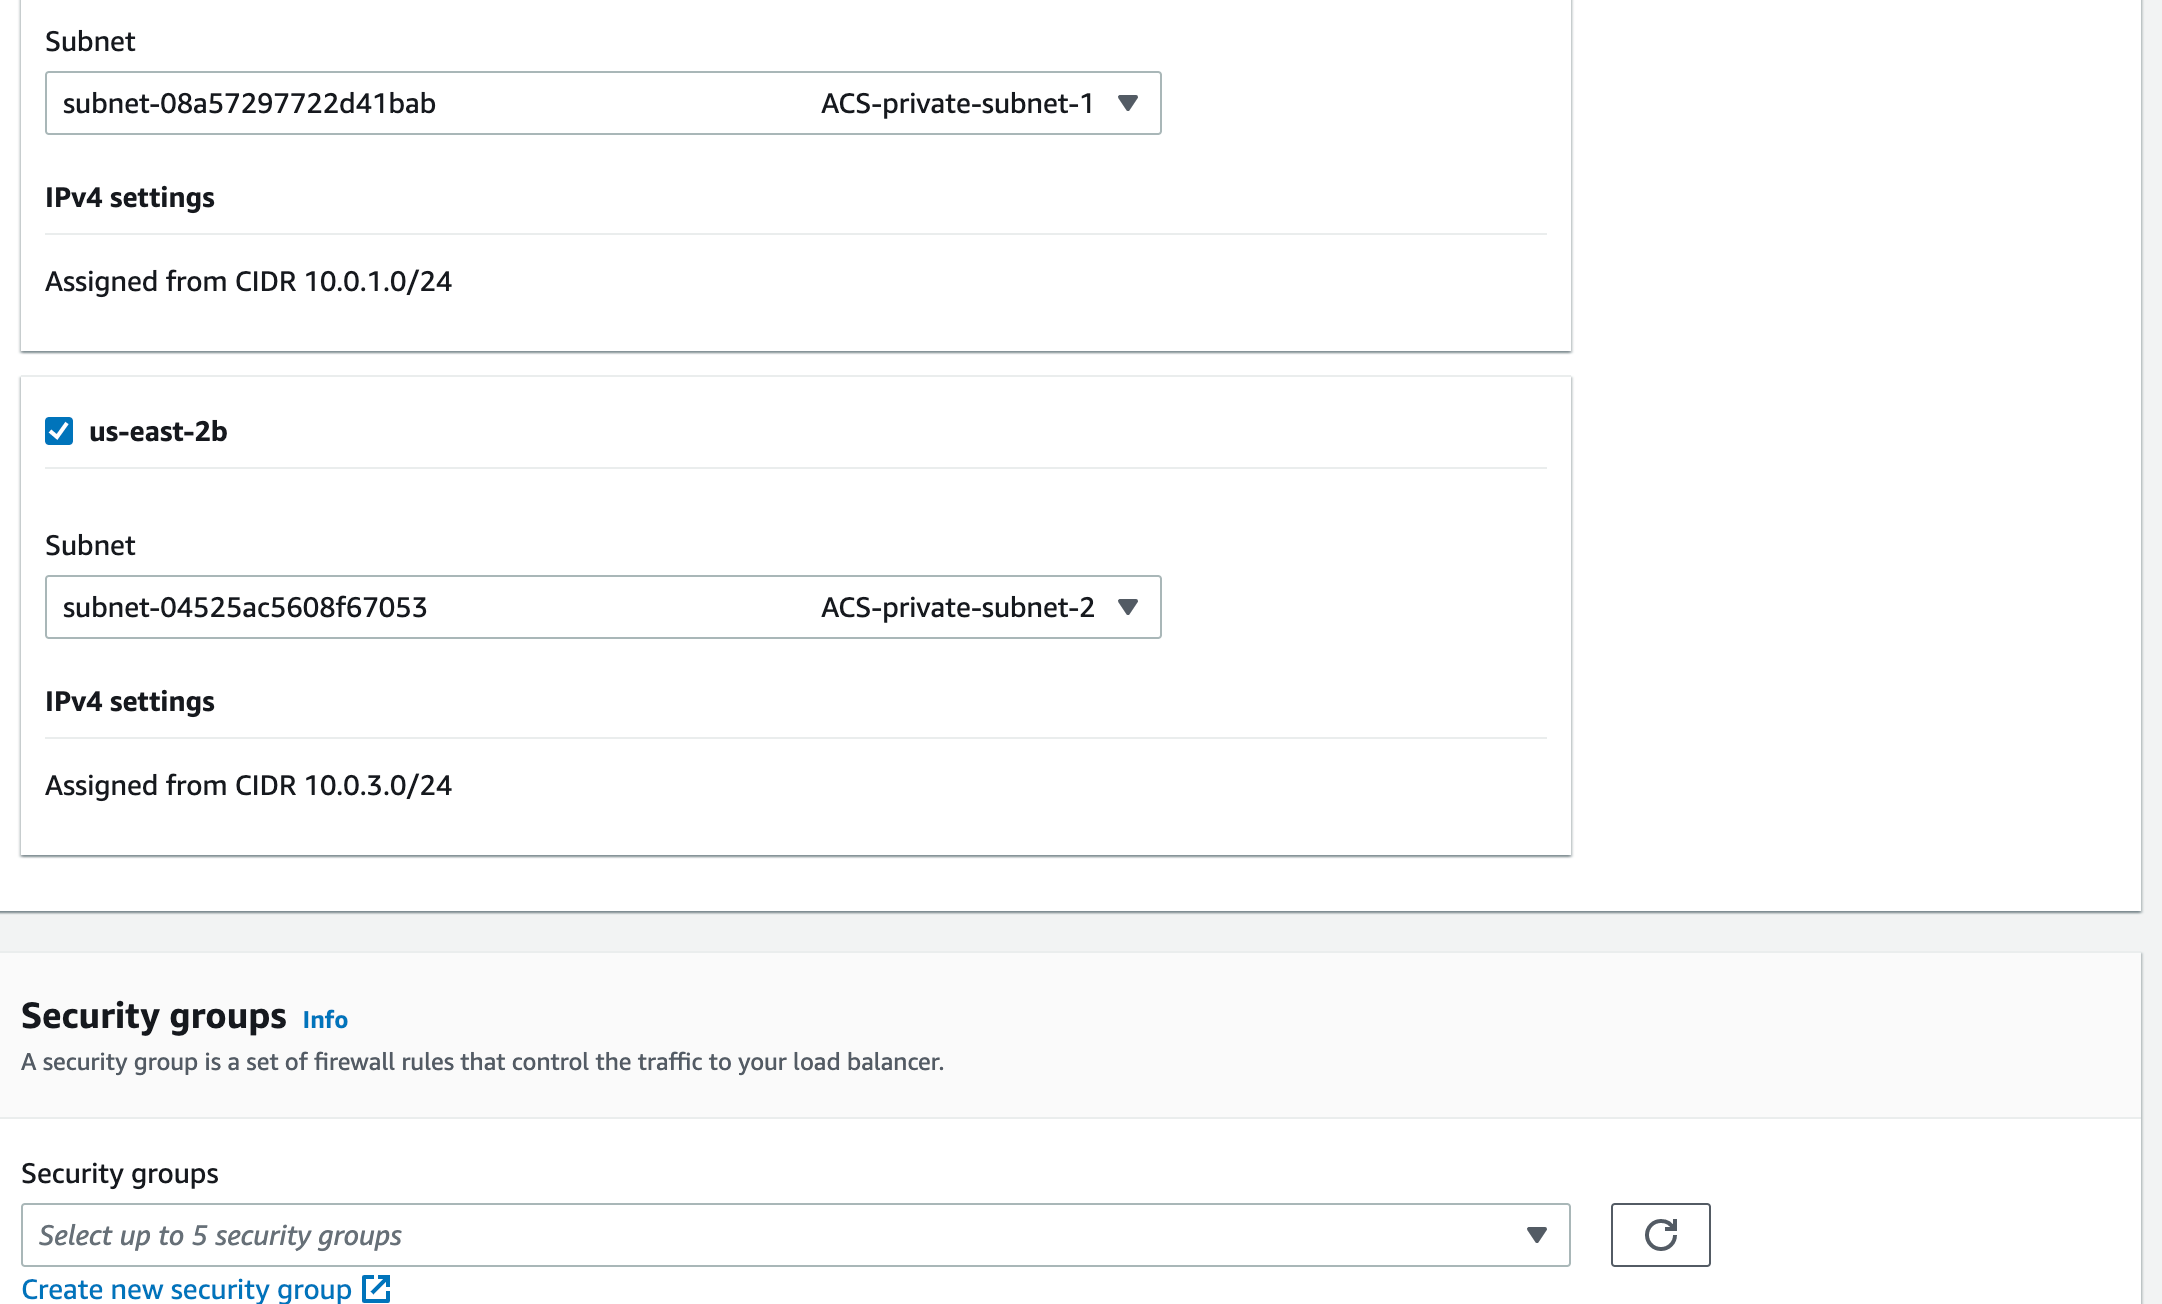 Subnet
subnet-08a57297722d41bab ACS-private-subnet-1
IPv4 settings
Assigned from CIDR 10.0.1.0/24
us-east-2b
Subnet
subnet-04525ac5608f67053 ACS-private-subnet-2
IPv4 settings
Assigned from CIDR 10.0.3.0/24
Security groups Info
A security group is a set of firewall rules that control the traffic to your load balancer.
Security groups
Select up to 5 security groups
Create new security group